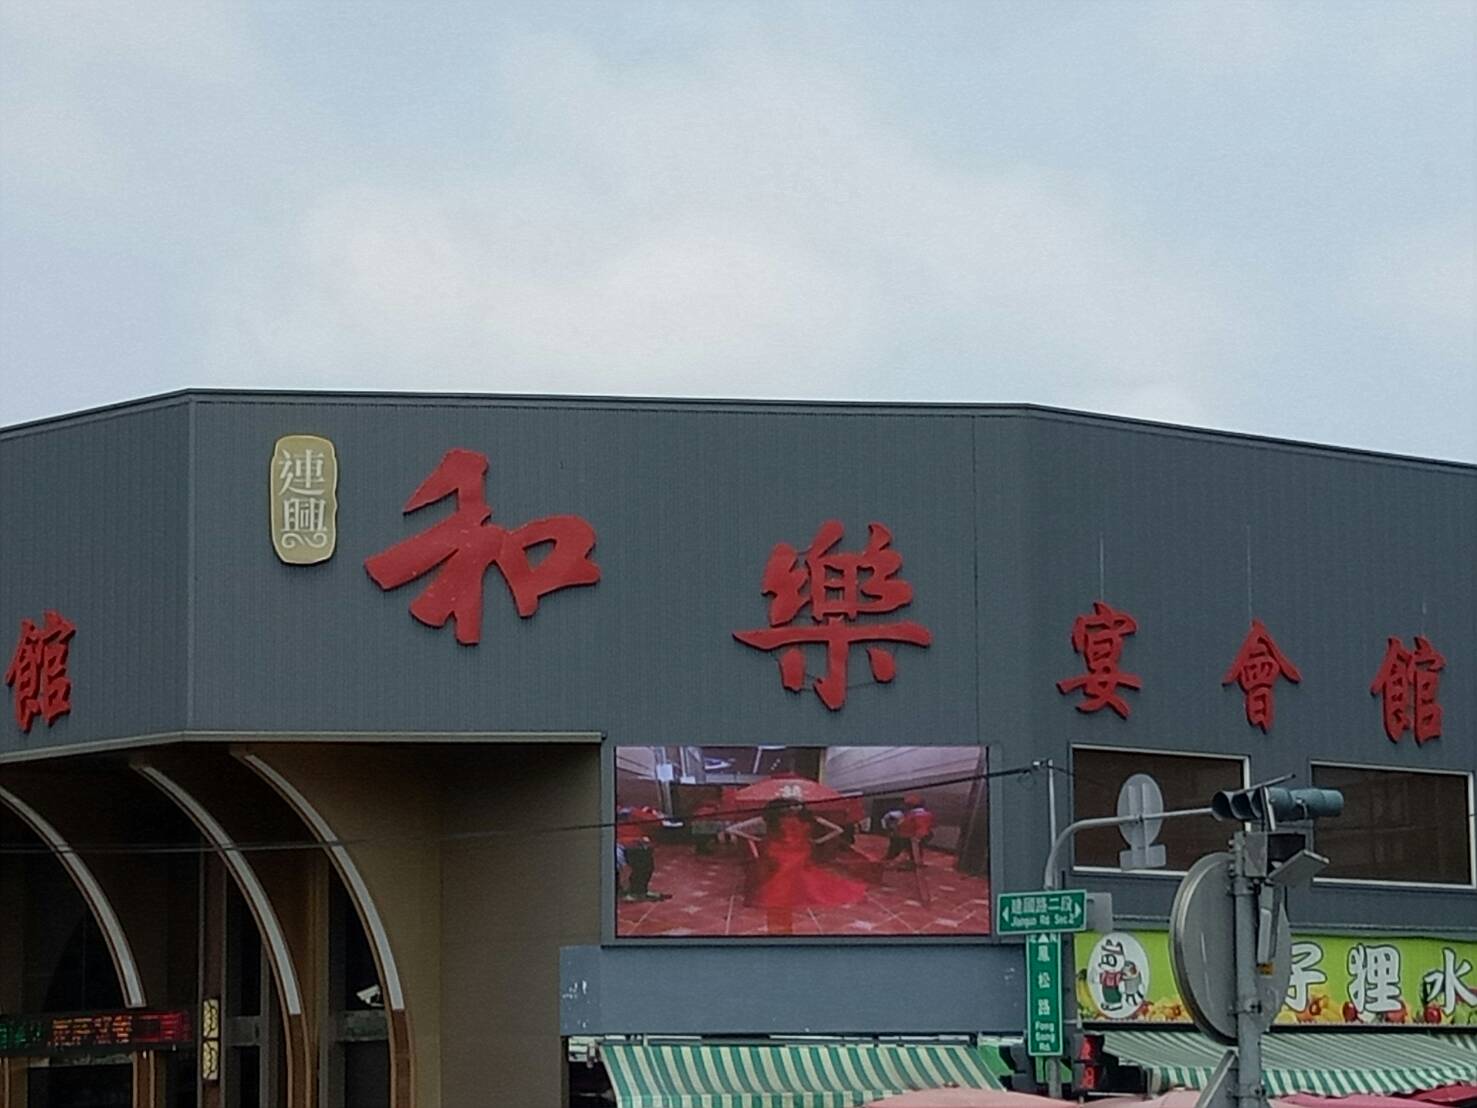 連興
和樂
宴會館
館
建國路二段
Jianguo Rd. Sec.2
鳳松路
Fong
Song
Rd.
狸水